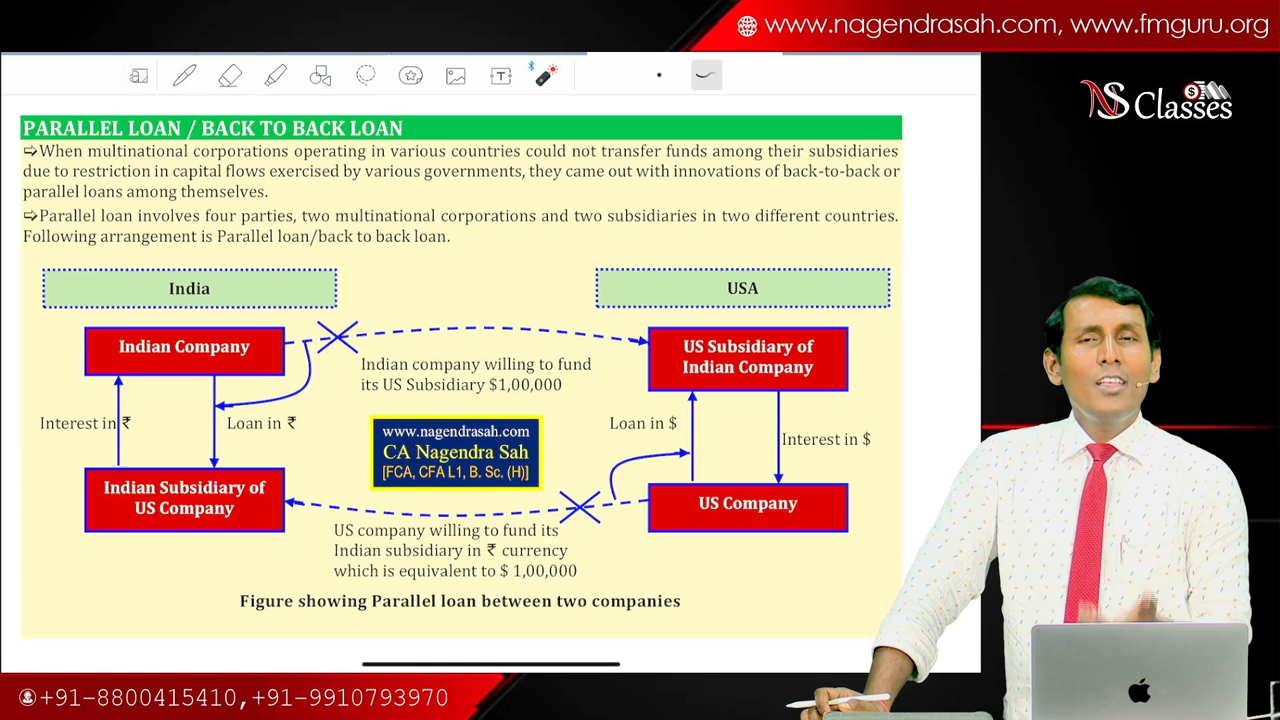 www.nagendrasah.com, www.fmguru.org
NS Classes
PARALLEL LOAN / BACK TO BACK LOAN
⇨When multinational corporations operating in various countries could not transfer funds among their subsidiaries
due to restriction in capital flows exercised by various governments, they came out with innovations of back-to-back or
parallel loans among themselves.
⇨Parallel loan involves four parties, two multinational corporations and two subsidiaries in two different countries.
Following arrangement is Parallel loan/back to back loan.
India
USA
Indian Company
US Subsidiary of
Indian Company
Indian company willing to fund
its US Subsidiary $1,00,000
Interest in ₹
Loan in ₹
Loan in $
Interest in $
www.nagendrasah.com
CA Nagendra Sah
[FCA, CFA L1, B. Sc. (H)]
Indian Subsidiary of
US Company
US Company
US company willing to fund its
Indian subsidiary in ₹ currency
which is equivalent to $ 1,00,000
Figure showing Parallel loan between two companies
+91-8800415410,+91-9910793970